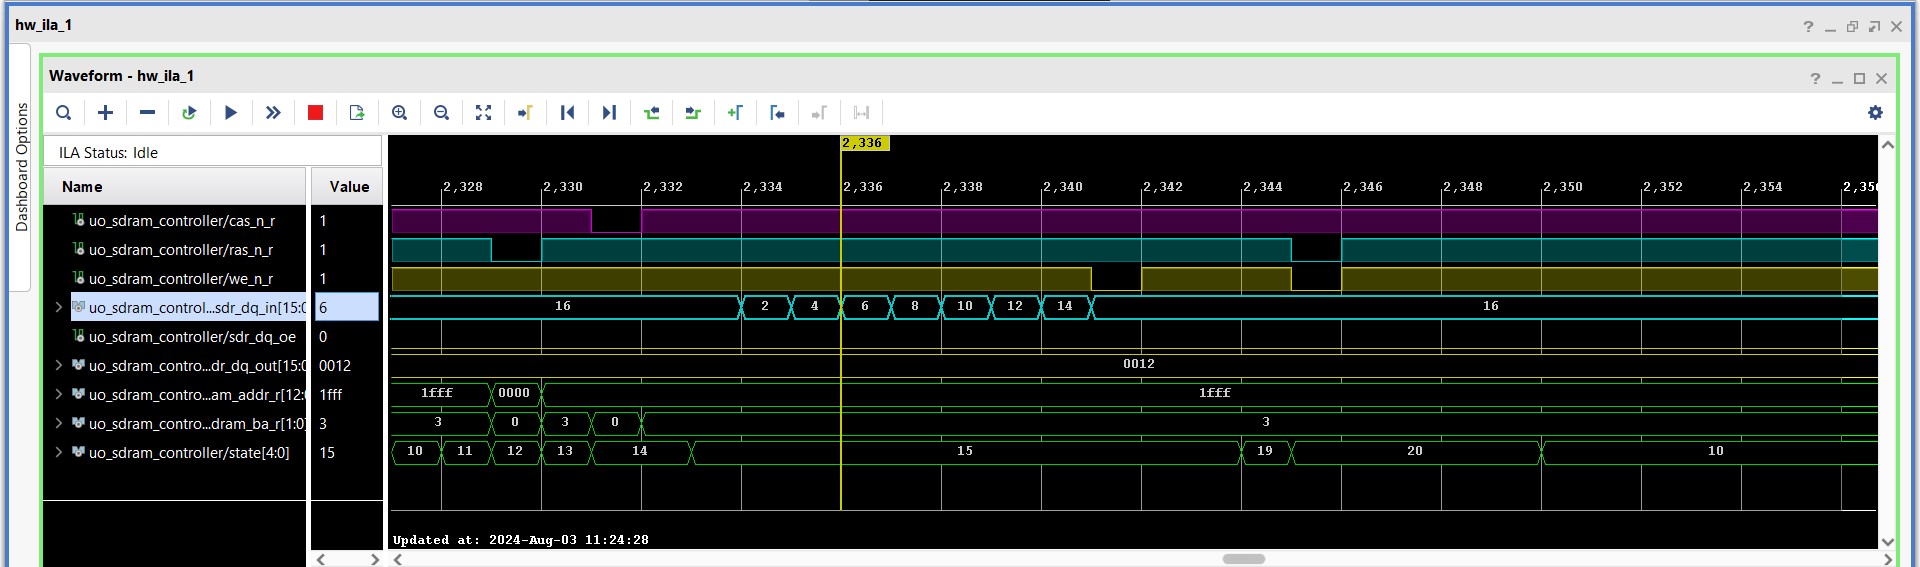 hw_ila_1
Dashboard Options
Waveform - hw_ila_1
ILA Status: Idle
2,336
Name Value
2,328 2,330 2,332 2,334 2,336 2,338 2,340 2,342 2,344 2,346 2,348 2,350 2,352 2,354 2,356
uo_sdram_controller/cas_n_r 1
uo_sdram_controller/ras_n_r 1
uo_sdram_controller/we_n_r 1
uo_sdram_control...sdr_dq_in[15:0 6 16 2 4 6 8 10 12 14 16
uo_sdram_controller/sdr_dq_oe 0
uo_sdram_contro...dr_dq_out[15:0 0012 0012
uo_sdram_contro...am_addr_r[12:0 1fff 1fff 0000 1fff
uo_sdram_contro...dram_ba_r[1:0] 3 3 0 3 0 3
uo_sdram_controller/state[4:0] 15 10 11 12 13 14 15 19 20 10
Updated at: 2024-Aug-03 11:24:28